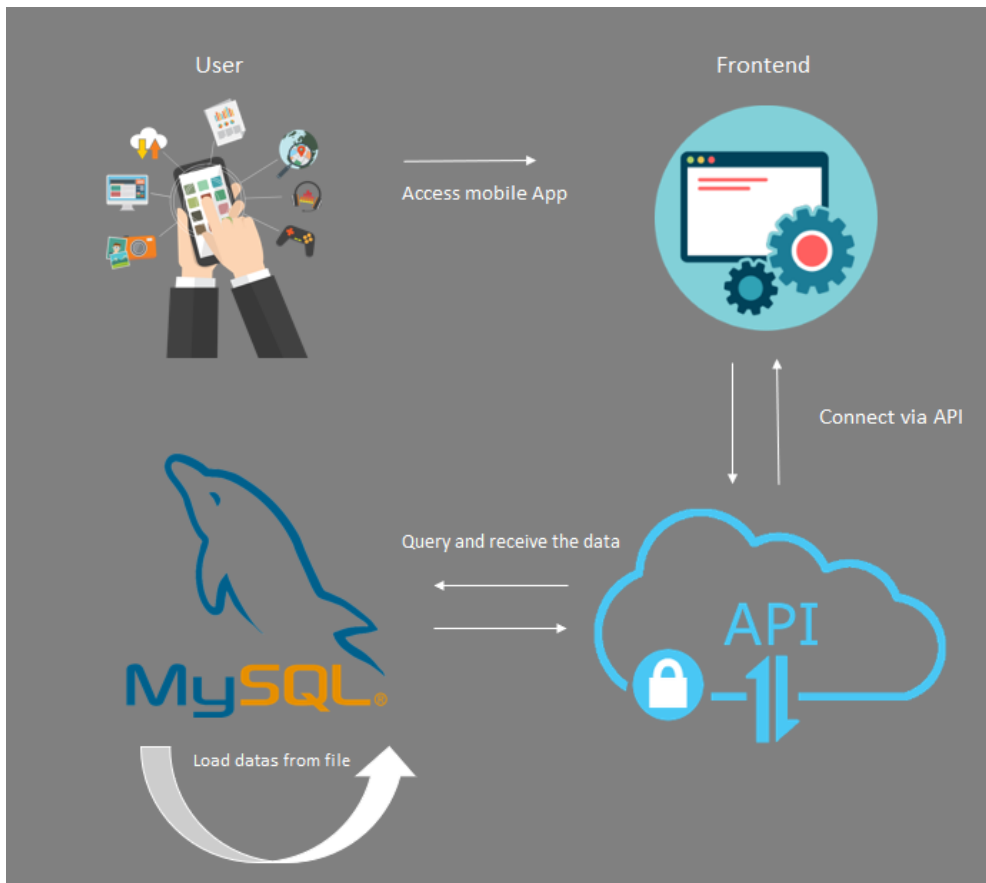 User
Frontend
Access mobile App
Connect via API
Query and receive the data
API
MySQL®
Load datas from file